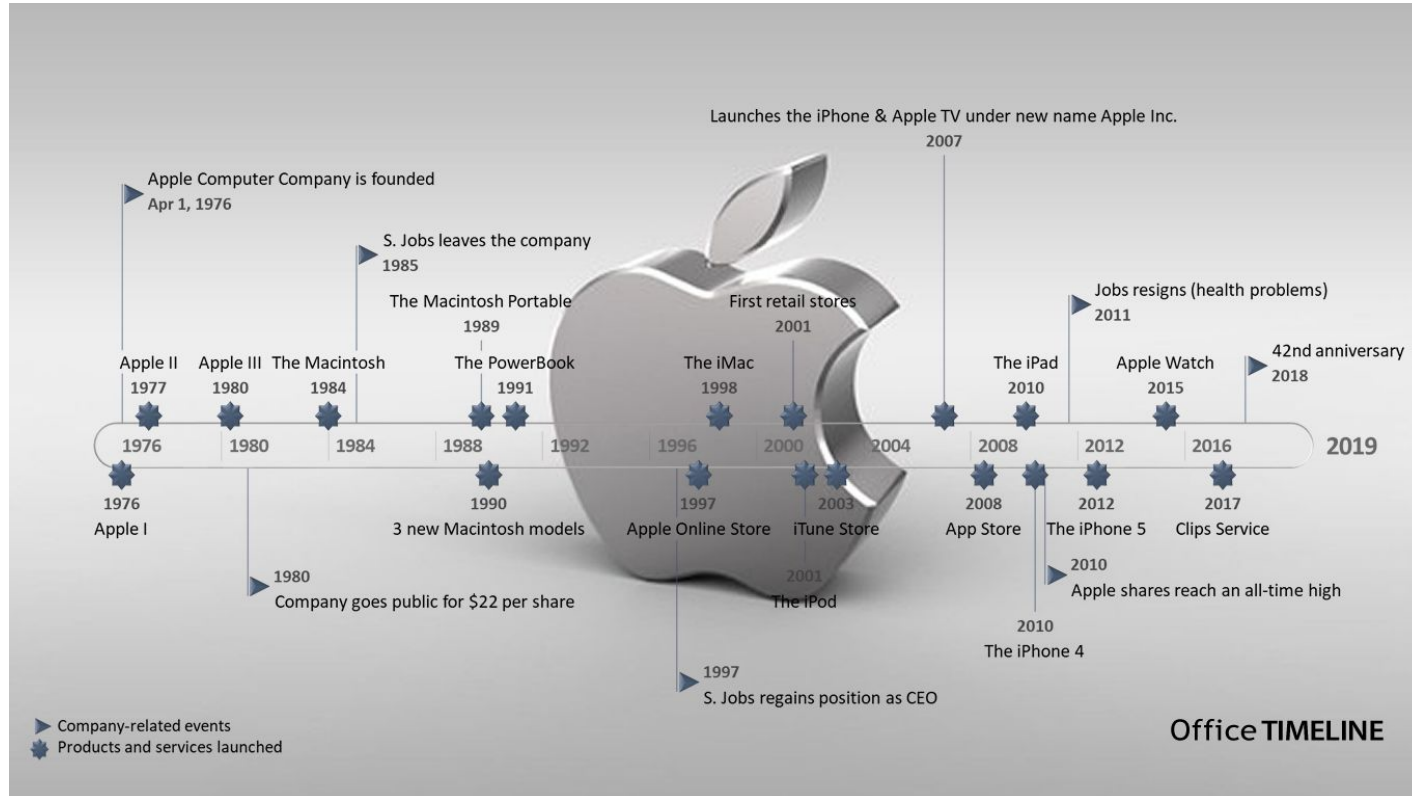 Launches the iPhone & Apple TV under new name Apple Inc.
2007
Apple Computer Company is founded
Apr 1, 1976
S. Jobs leaves the company
1985
The Macintosh Portable
1989
First retail stores
2001
Jobs resigns (health problems)
2011
42nd anniversary
2018
Apple II
1977
Apple III
1980
The Macintosh
1984
The PowerBook
1991
The iMac
1998
The iPad
2010
Apple Watch
2015
1976 1980 1984 1988 1992 1996 2000 2004 2008 2012 2016 2019
1976
Apple I
1990
3 new Macintosh models
1997
Apple Online Store
2003
iTune Store
2008
App Store
2012
The iPhone 5
2017
Clips Service
1980
Company goes public for $22 per share
2001
The iPod
2010
Apple shares reach an all-time high
2010
The iPhone 4
1997
S. Jobs regains position as CEO
Company-related events
Products and services launched
Office TIMELINE